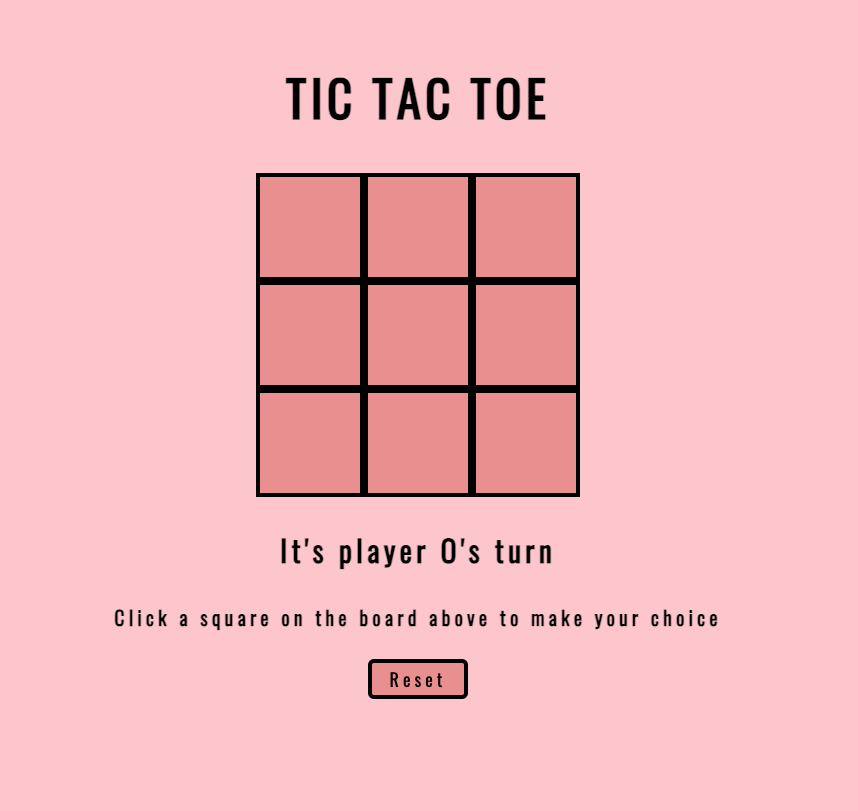 TIC TAC TOE
It's player O's turn
Click a square on the board above to make your choice
Reset